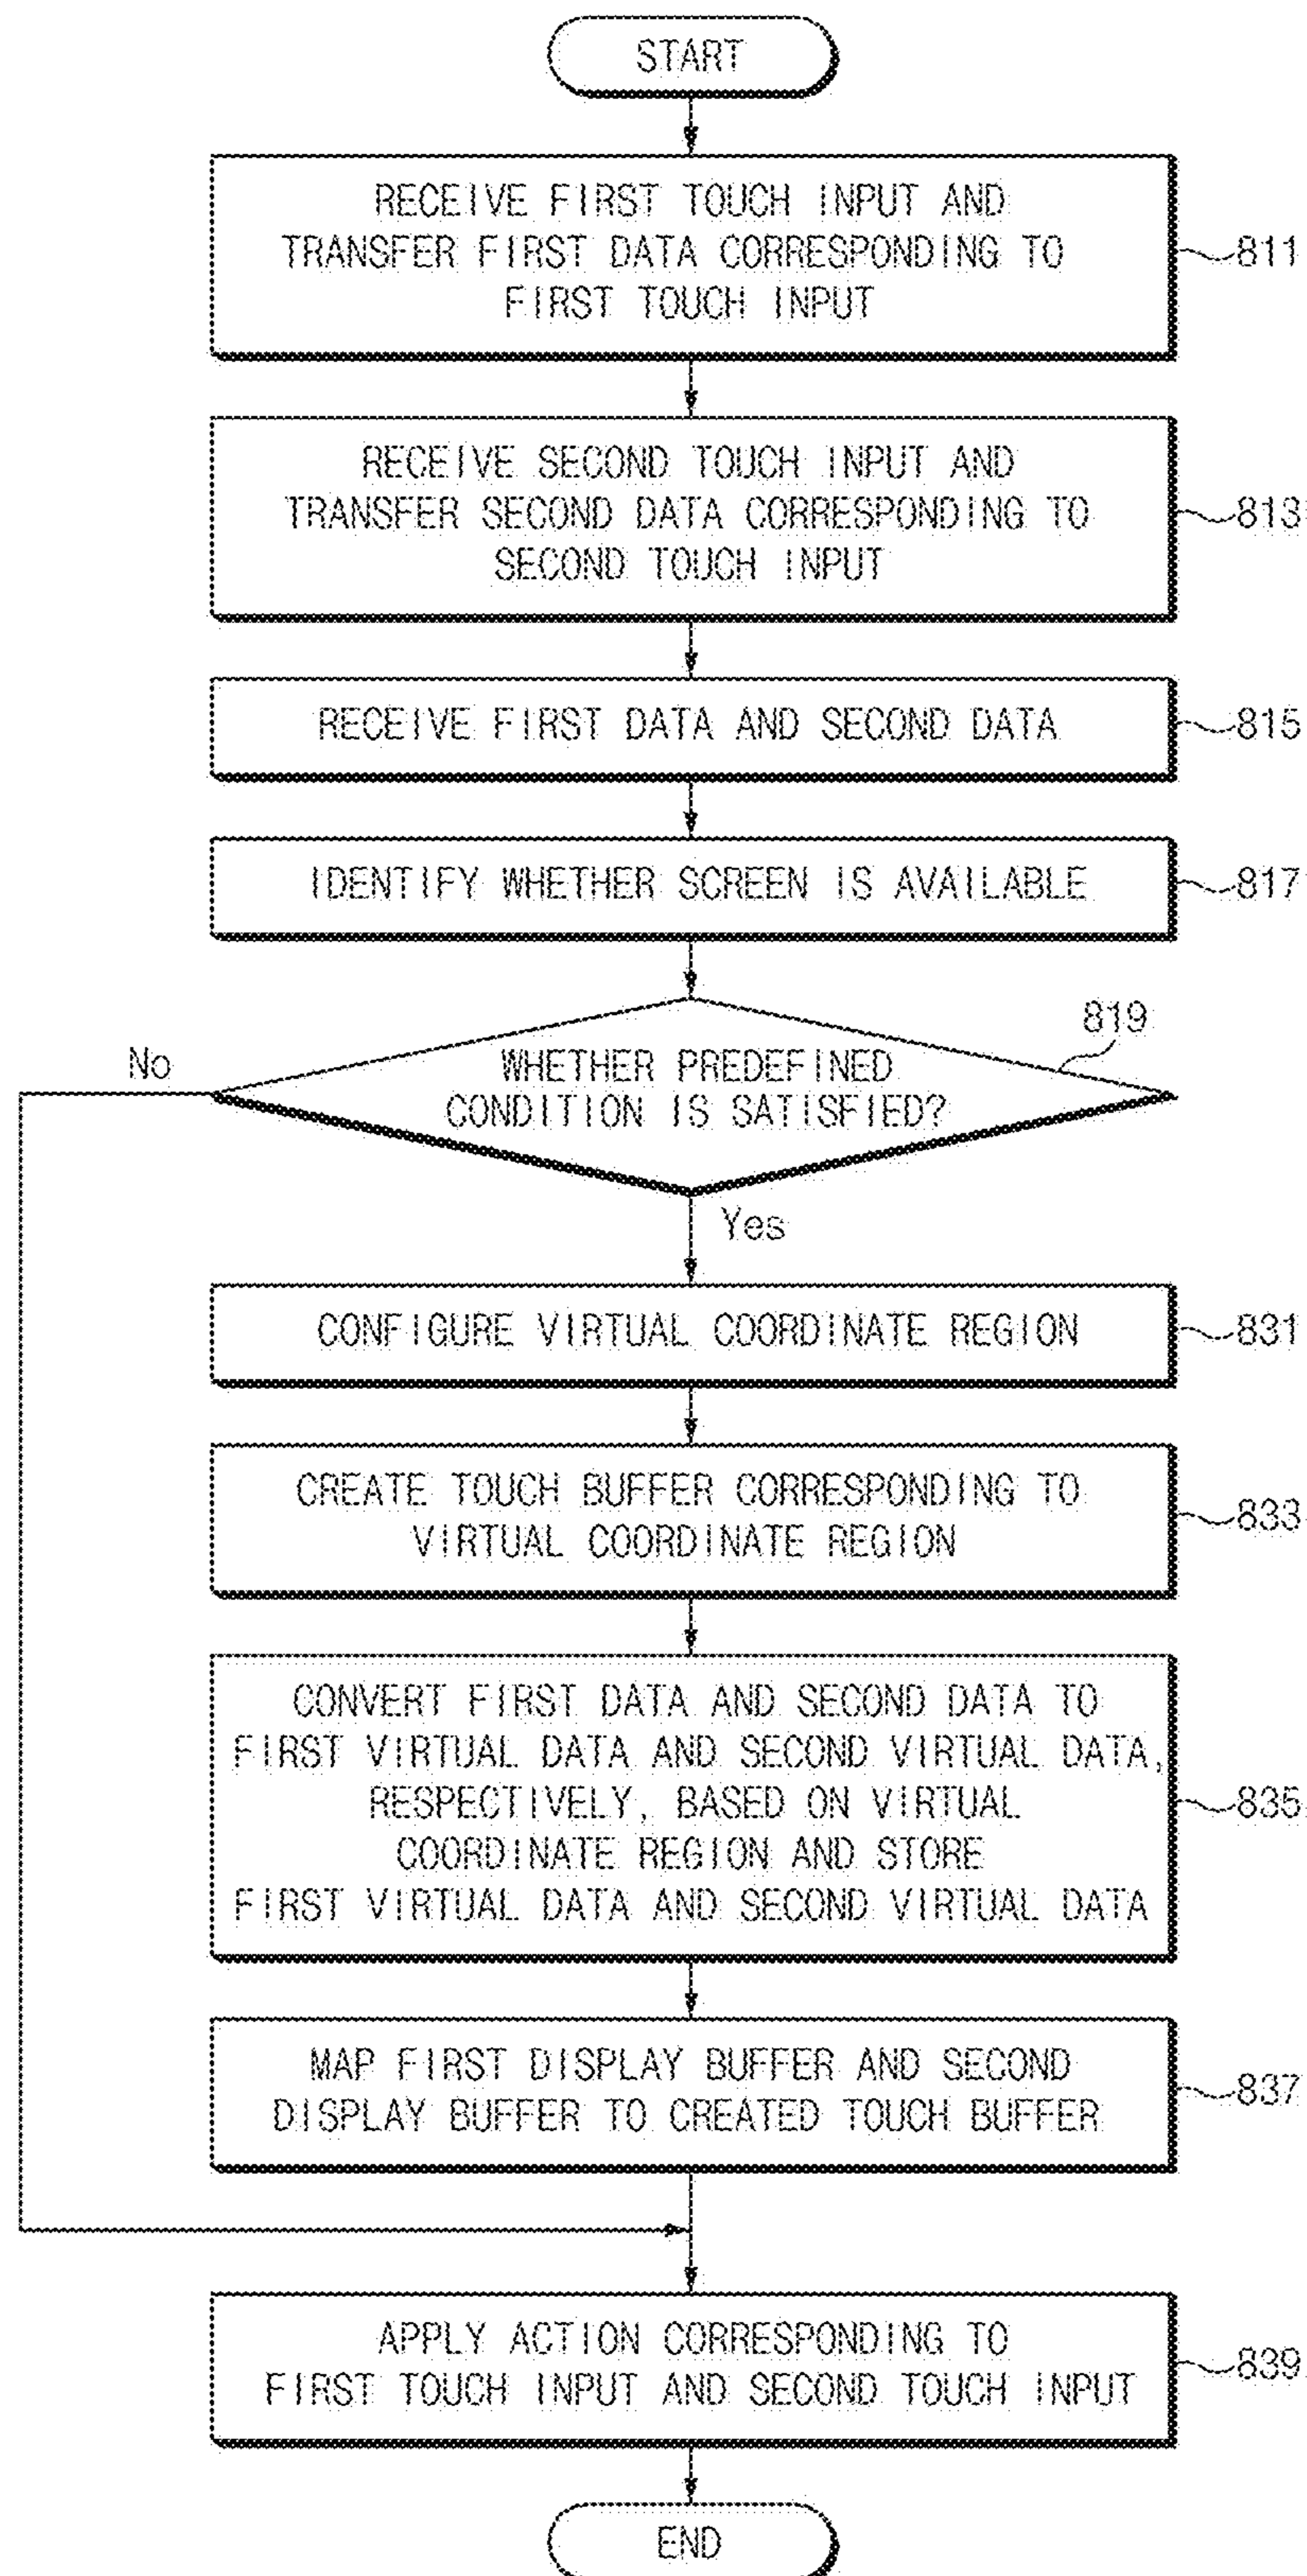 START
RECEIVE FIRST TOUCH INPUT AND
TRANSFER FIRST DATA CORRESPONDING TO
FIRST TOUCH INPUT
811
RECEIVE SECOND TOUCH INPUT AND
TRANSFER SECOND DATA CORRESPONDING TO
SECOND TOUCH INPUT
813
RECEIVE FIRST DATA AND SECOND DATA
815
IDENTIFY WHETHER SCREEN IS AVAILABLE
817
819
No
WHETHER PREDEFINED
CONDITION IS SATISFIED?
Yes
CONFIGURE VIRTUAL COORDINATE REGION
831
CREATE TOUCH BUFFER CORRESPONDING TO
VIRTUAL COORDINATE REGION
833
CONVERT FIRST DATA AND SECOND DATA TO
FIRST VIRTUAL DATA AND SECOND VIRTUAL DATA,
RESPECTIVELY, BASED ON VIRTUAL
COORDINATE REGION AND STORE
FIRST VIRTUAL DATA AND SECOND VIRTUAL DATA
835
MAP FIRST DISPLAY BUFFER AND SECOND
DISPLAY BUFFER TO CREATED TOUCH BUFFER
837
APPLY ACTION CORRESPONDING TO
FIRST TOUCH INPUT AND SECOND TOUCH INPUT
839
END